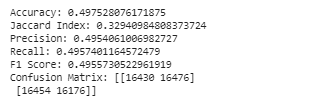 Accuracy: 0.497528076171875
Jaccard Index: 0.32940984808373724
Precision: 0.4954061006982727
Recall: 0.4957401164572479
F1 Score: 0.4955730522961919
Confusion Matrix: [[16430 16476]
 [16454 16176]]